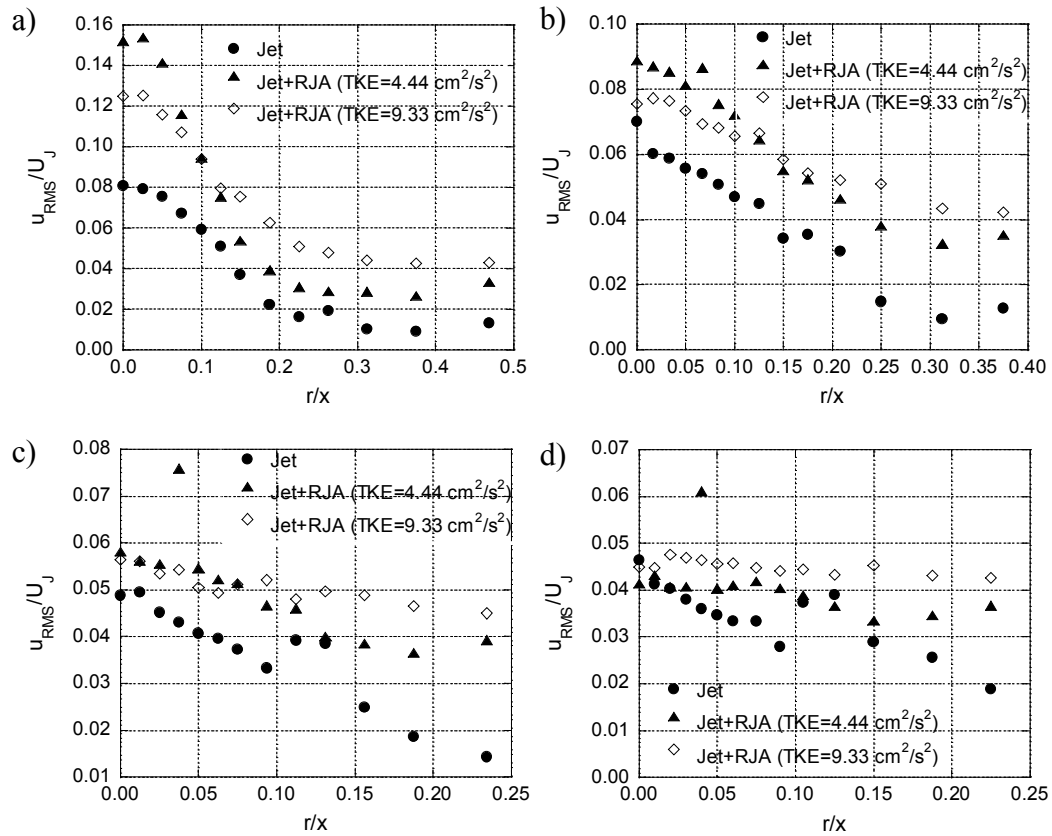 a)
u_RMS/U_J
0.16
0.14
0.12
0.10
0.08
0.06
0.04
0.02
0.00
Jet
Jet+RJA (TKE=4.44 cm²/s²)
Jet+RJA (TKE=9.33 cm²/s²)
0.0 0.1 0.2 0.3 0.4 0.5
r/x
b)
u_RMS/U_J
0.10
0.08
0.06
0.04
0.02
0.00
Jet
Jet+RJA (TKE=4.44 cm²/s²)
Jet+RJA (TKE=9.33 cm²/s²)
0.0 0.05 0.10 0.15 0.20 0.25 0.30 0.35 0.40
r/x
c)
u_RMS/U_J
0.08
0.07
0.06
0.05
0.04
0.03
0.02
0.01
Jet
Jet+RJA (TKE=4.44 cm²/s²)
Jet+RJA (TKE=9.33 cm²/s²)
0.00 0.05 0.10 0.15 0.20 0.25
r/x
d)
u_RMS/U_J
0.07
0.06
0.05
0.04
0.03
0.02
0.01
0.00
Jet
Jet+RJA (TKE=4.44 cm²/s²)
Jet+RJA (TKE=9.33 cm²/s²)
0.00 0.05 0.10 0.15 0.20 0.25
r/x